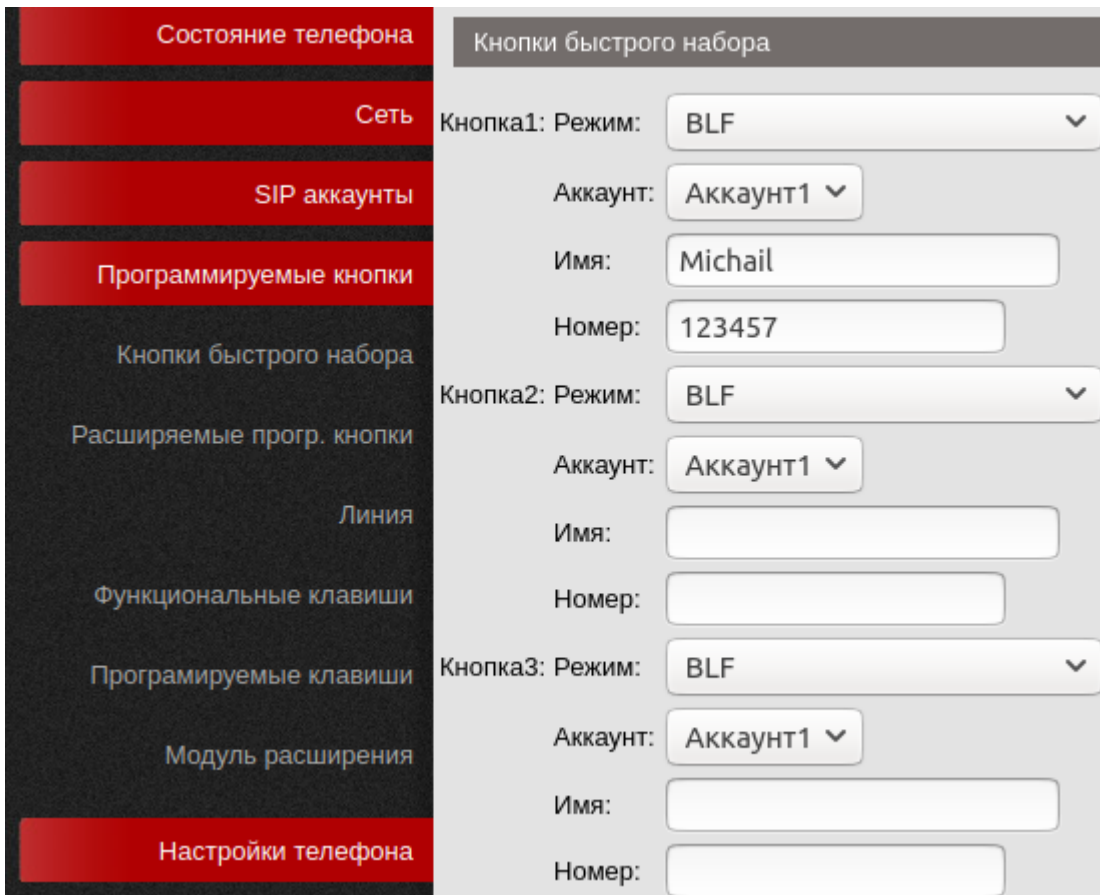 Состояние телефона
Сеть
SIP аккаунты
Программируемые кнопки
Кнопки быстрого набора
Расширяемые прогр. кнопки
Линия
Функциональные клавиши
Програмируемые клавиши
Модуль расширения
Настройки телефона
Кнопки быстрого набора
Кнопка1: Режим: BLF
Аккаунт: Аккаунт1
Имя: Michail
Номер: 123457
Кнопка2: Режим: BLF
Аккаунт: Аккаунт1
Имя:
Номер:
Кнопка3: Режим: BLF
Аккаунт: Аккаунт1
Имя:
Номер: